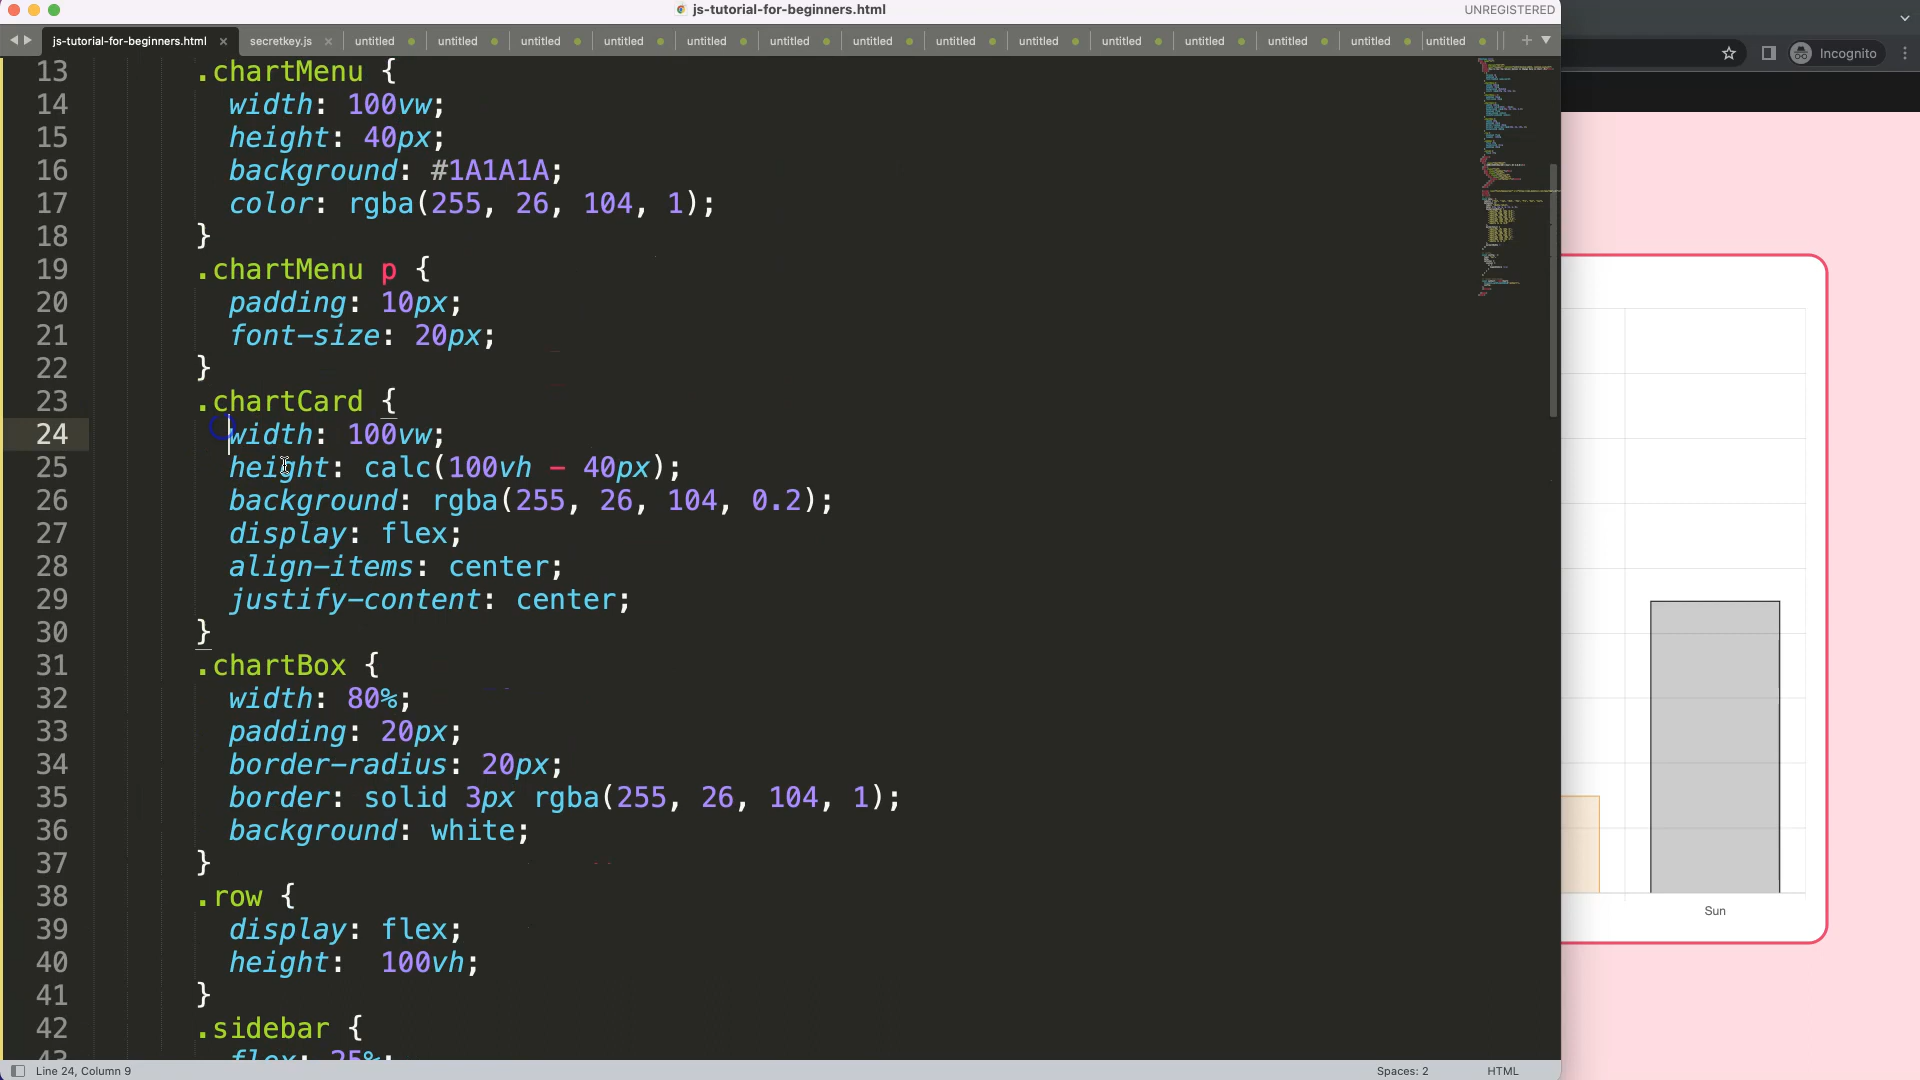 js-tutorial-for-beginners.html
UNREGISTERED
js-tutorial-for-beginners.html × secretkey.js × untitled untitled untitled untitled untitled untitled untitled untitled untitled untitled untitled untitled untitled untitled
Incognito
13 .chartMenu {
14 width: 100vw;
15 height: 40px;
16 background: #1A1A1A;
17 color: rgba(255, 26, 104, 1);
18 }
19 .chartMenu p {
20 padding: 10px;
21 font-size: 20px;
22 }
23 .chartCard {
24 width: 100vw;
25 height: calc(100vh - 40px);
26 background: rgba(255, 26, 104, 0.2);
27 display: flex;
28 align-items: center;
29 justify-content: center;
30 }
31 .chartBox {
32 width: 80%;
33 padding: 20px;
34 border-radius: 20px;
35 border: solid 3px rgba(255, 26, 104, 1);
36 background: white;
37 }
38 .row {
39 display: flex;
40 height:  100vh;
41 }
42 .sidebar {
43 flex: 25%;
Sun
Line 24, Column 9
Spaces: 2
HTML